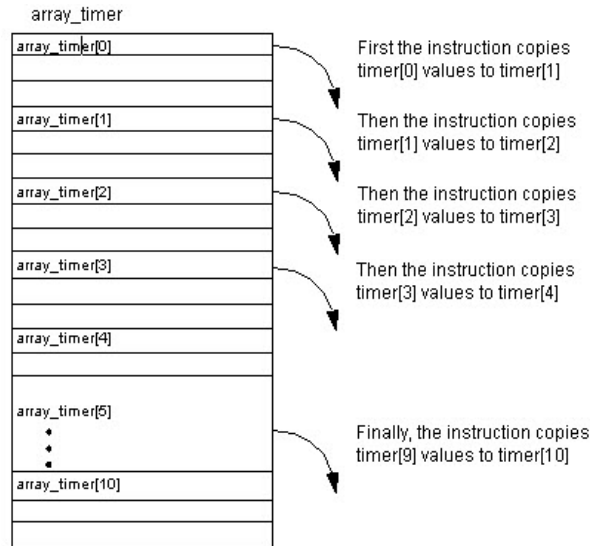 array_timer
array_timer[0]
First the instruction copies
timer[0] values to timer[1]
array_timer[1]
Then the instruction copies
timer[1] values to timer[2]
array_timer[2]
Then the instruction copies
timer[2] values to timer[3]
array_timer[3]
Then the instruction copies
timer[3] values to timer[4]
array_timer[4]
array_timer[5]
Finally, the instruction copies
timer[9] values to timer[10]
array_timer[10]